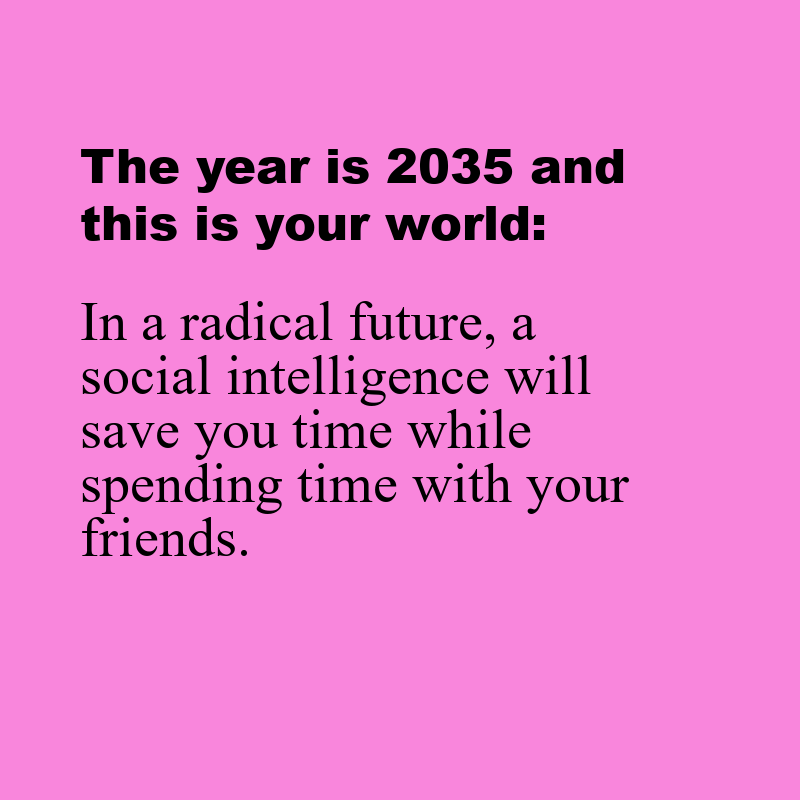 The year is 2035 and
this is your world:
In a radical future, a
social intelligence will
save you time while
spending time with your
friends.